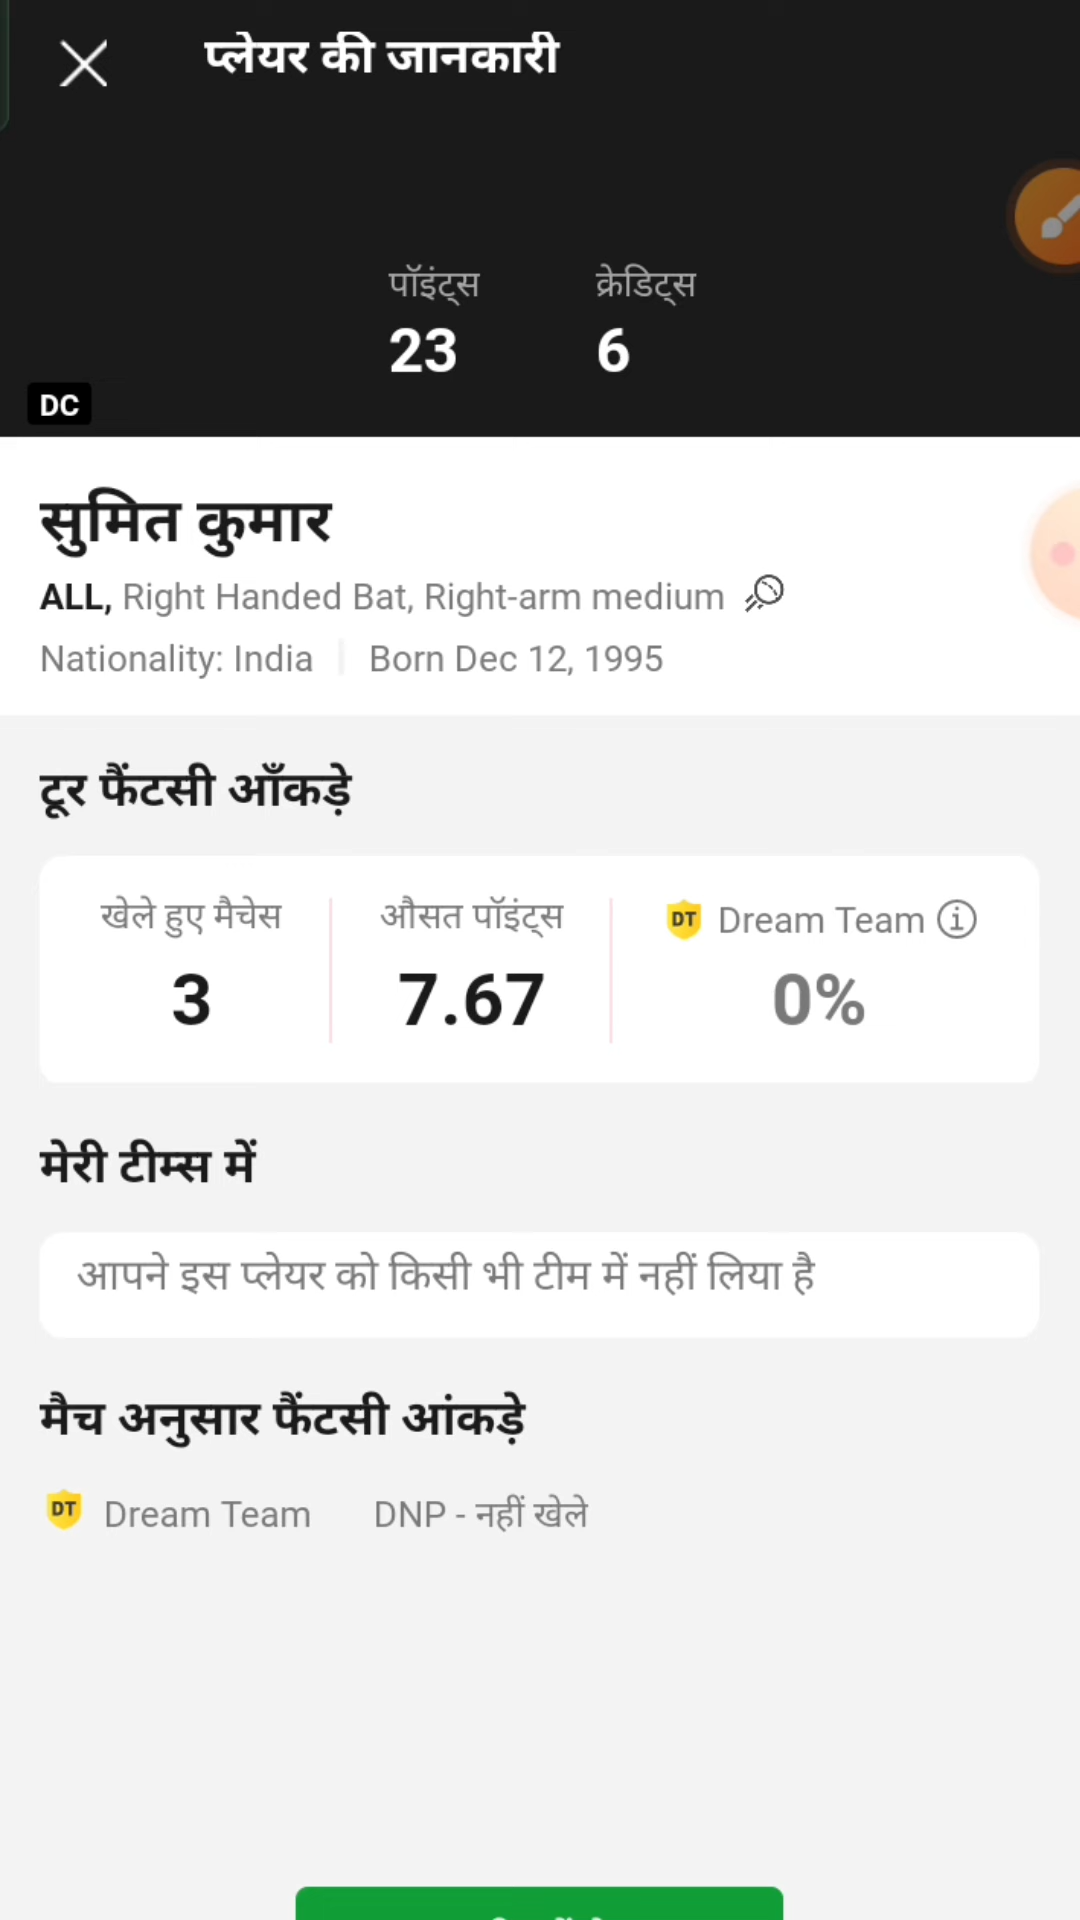 प्लेयर की जानकारी
पॉइंट्स क्रेडिट्स
23 6
DC
सुमित कुमार
ALL, Right Handed Bat, Right-arm medium
Nationality: India Born Dec 12, 1995
टूर फैंटसी आँकड़े
खेले हुए मैचेस औसत पॉइंट्स DT Dream Team
3 7.67 0%
मेरी टीम्स में
आपने इस प्लेयर को किसी भी टीम में नहीं लिया है
मैच अनुसार फैंटसी आंकड़े
DT Dream Team DNP - नहीं खेले